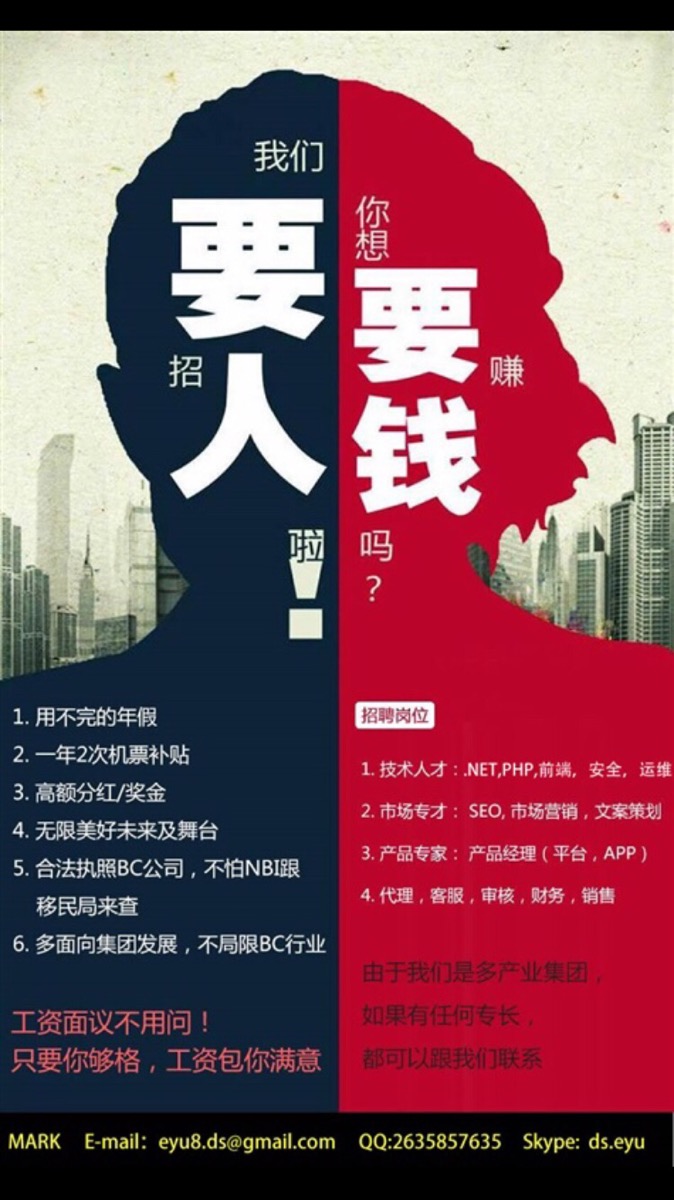 我们
要
招
人
啦
!
你
想
要
赚
钱
吗
?
1. 用不完的年假
2. 一年2次机票补贴
3. 高额分红/奖金
4. 无限美好未来及舞台
5. 合法执照BC公司，不怕NBI跟
移民局来查
6. 多面向集团发展，不局限BC行业
工资面议不用问！
只要你够格，工资包你满意
招聘岗位
1. 技术人才：.NET,PHP,前端，安全，运维
2. 市场专才： SEO, 市场营销，文案策划
3. 产品专家： 产品经理（平台，APP）
4. 代理，客服，审核，财务，销售
由于我们是多产业集团，
如果有任何专长，
都可以跟我们联系
MARK E-mail: eyu8.ds@gmail.com QQ:2635857635 Skype: ds.eyu